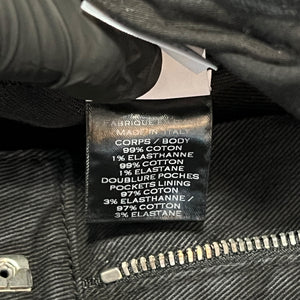 FABRIQUE
MADE IN ITALY
CORPS / BODY
99% COTON
1% ELASTHANNE /
99% COTTON
1% ELASTANE
DOUBLURE POCHES
POCKETS LINING
97% COTON
3% ELASTHANNE /
97% COTTON
3% ELASTANE